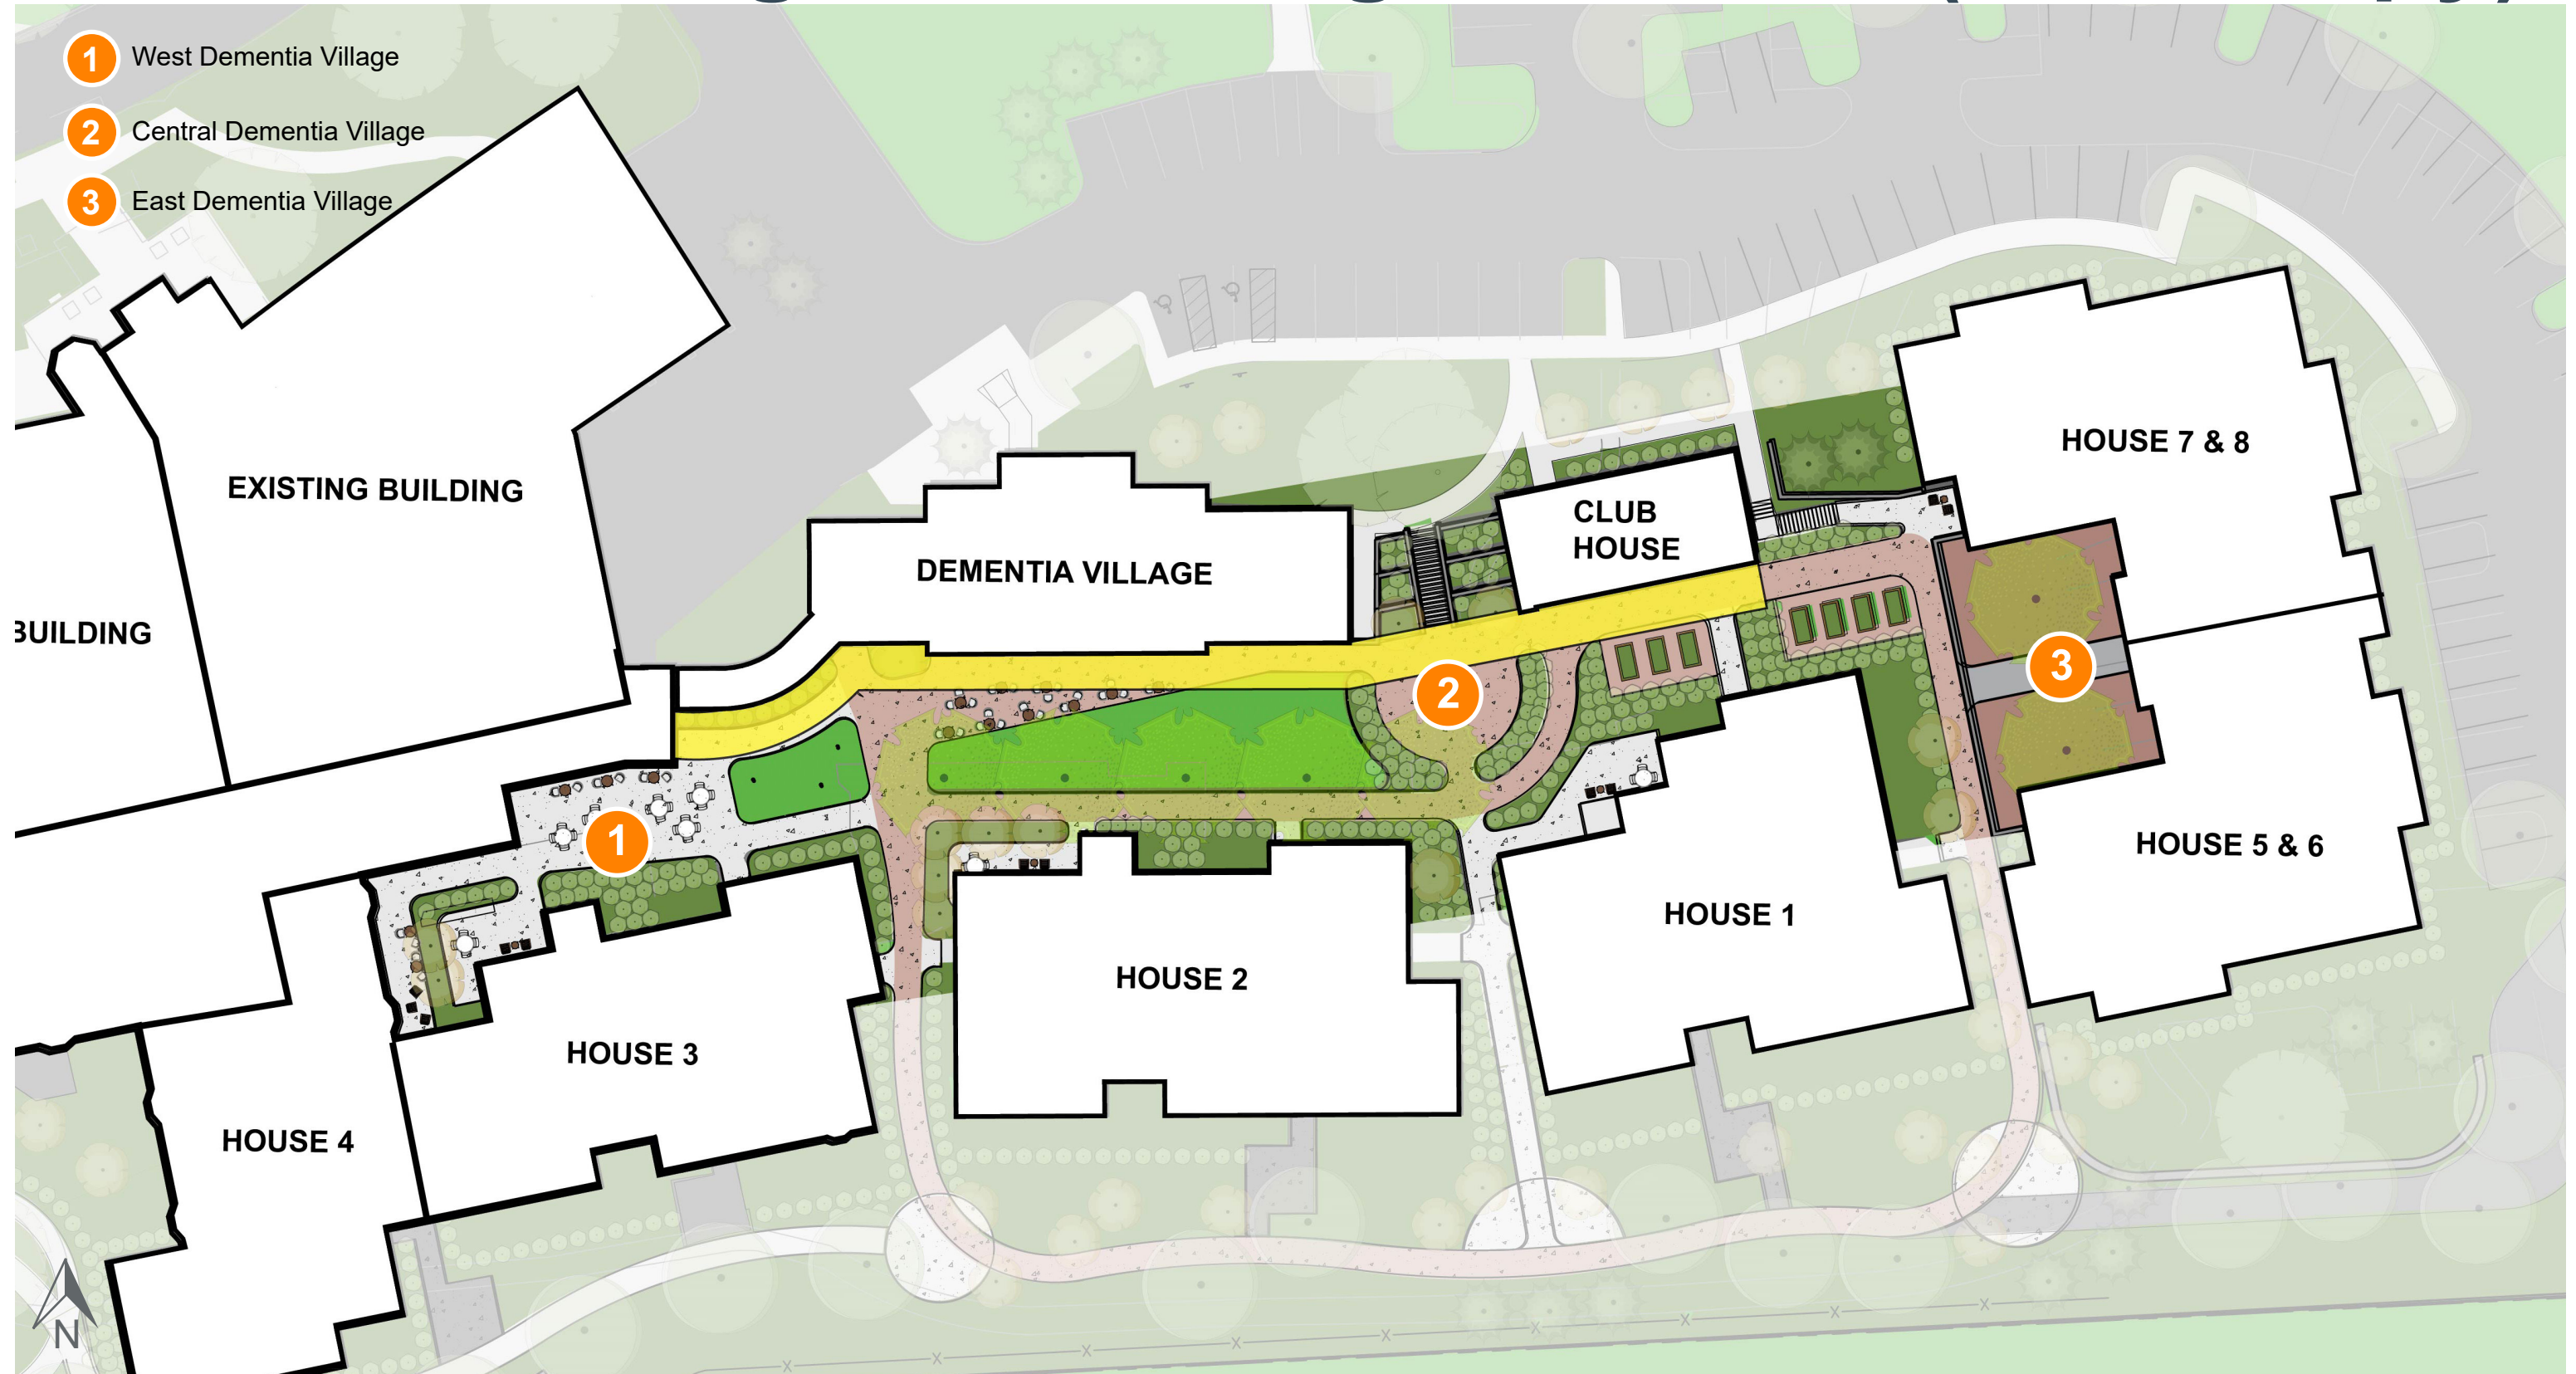 1 West Dementia Village
2 Central Dementia Village
3 East Dementia Village
EXISTING BUILDING
HOUSE 7 & 8
CLUB
HOUSE
DEMENTIA VILLAGE
BUILDING
3
2
1
HOUSE 5 & 6
HOUSE 1
HOUSE 2
HOUSE 3
HOUSE 4
N